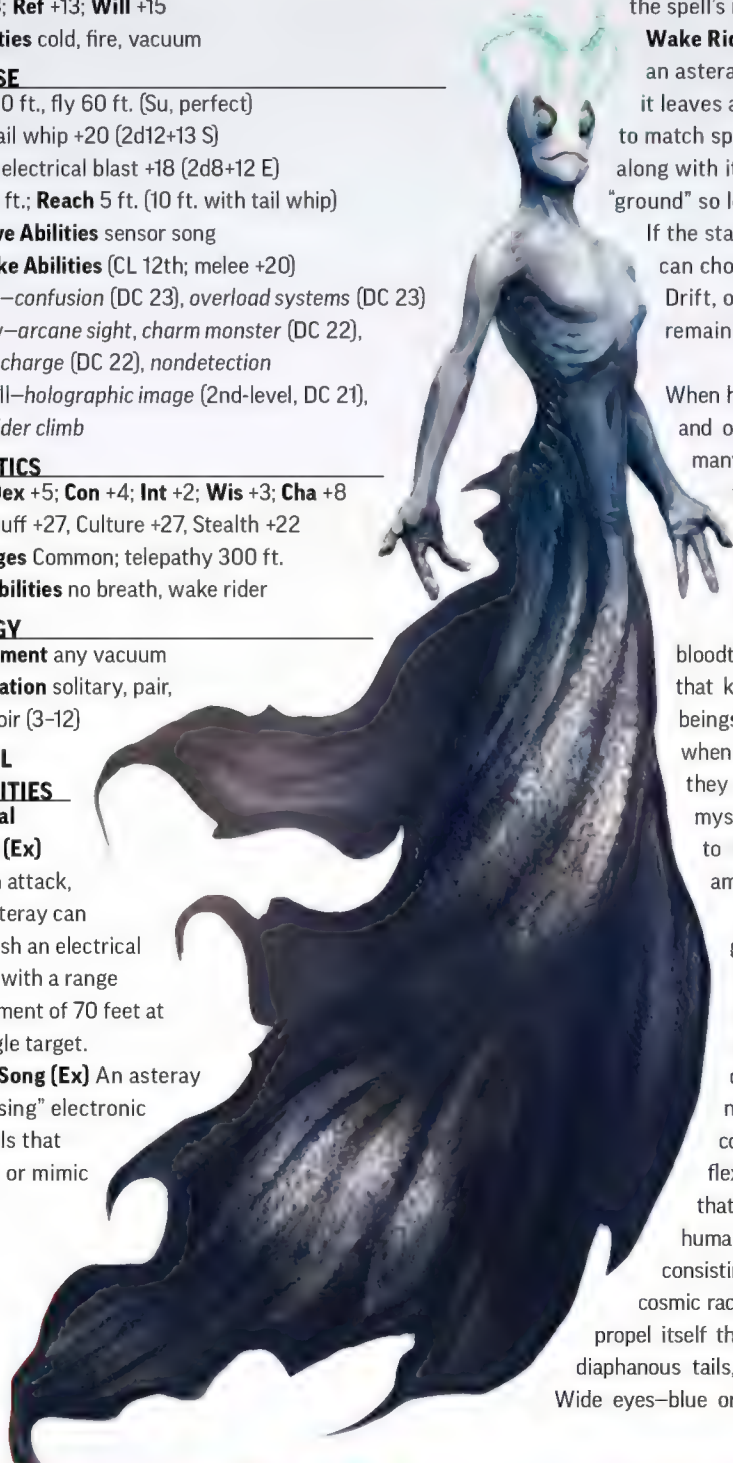 ; Ref +13; Will +15
ties cold, fire, vacuum
SE
0 ft., fly 60 ft. (Su, perfect)
ail whip +20 (2d12+13 S)
electrical blast +18 (2d8+12 E)
ft.; Reach 5 ft. (10 ft. with tail whip)
ve Abilities sensor song
ke Abilities (CL 12th; melee +20)
—confusion (DC 23), overload systems (DC 23)
—arcane sight, charm monster (DC 22),
charge (DC 22), nondetection
ll—holographic image (2nd-level, DC 21),
der climb
TICS
Dex +5; Con +4; Int +2; Wis +3; Cha +8
uff +27, Culture +27, Stealth +22
ges Common; telepathy 300 ft.
bilities no breath, wake rider
GY
ment any vacuum
ation solitary, pair,
oir (3–12)
L
ITIES
al
(Ex)
attack,
teray can
sh an electrical
with a range
ment of 70 feet at
gle target.
Song (Ex) An asteray
sing” electronic
ls that
or mimic
the spell's
Wake Ric
an astera
it leaves a
to match sp
along with it
“ground” so l
If the sta
can cho
Drift, o
remain
When h
and o
man
bloodt
that k
beings
when
they
mys
to
am
g
c
n
co
flex
that
huma
consistin
cosmic rac
propel itself th
diaphanous tails,
Wide eyes—blue or